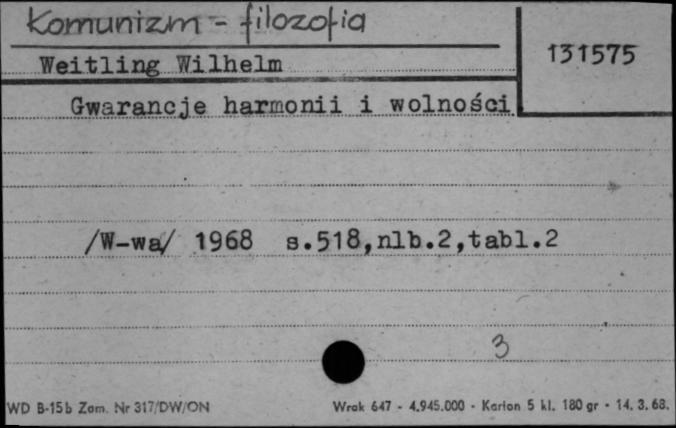 Komunizm - filozofia
Weitling Wilhelm
131575
Gwarancje harmonii i wolności
/W-wa/ 1968 s.518,nlb.2,tabl.2
3
WD B-15b Zam. Nr 317/DW/ON Wrak 647 - 4.945.000 - Karton 5 kl. 180 gr - 14. 3. 68.